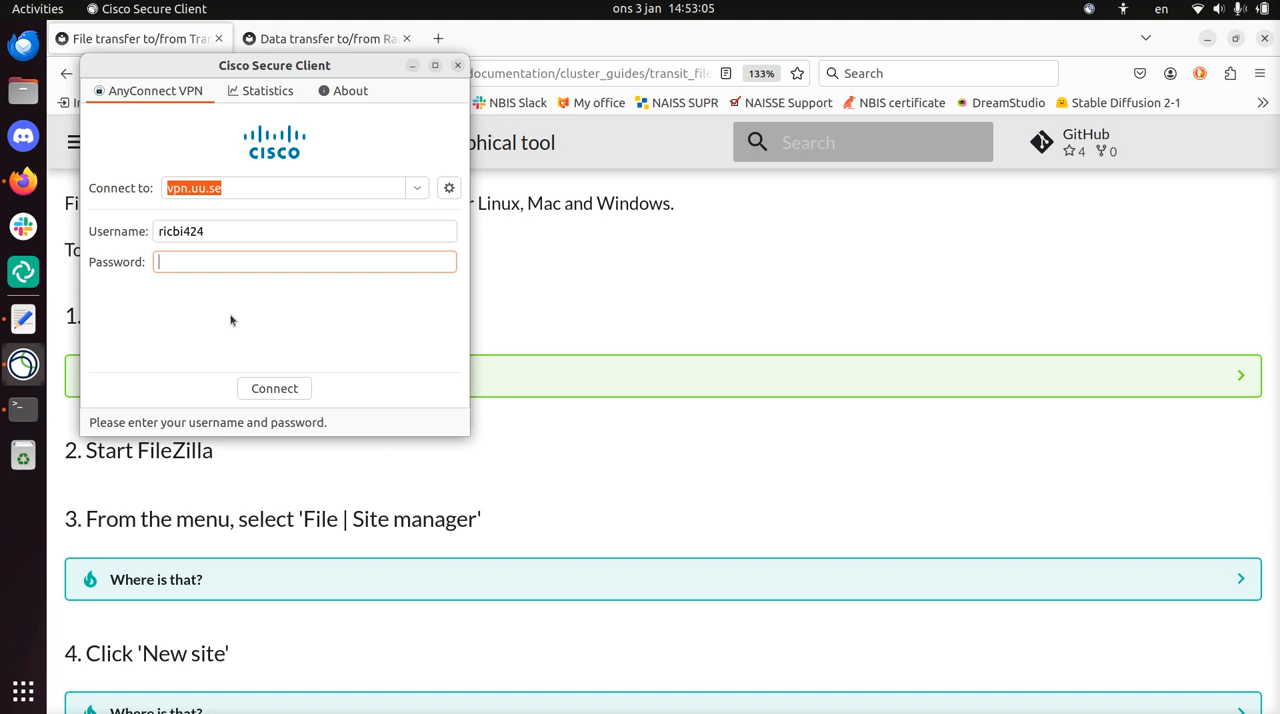 Activities
Cisco Secure Client
ons 3 jan 14:53:05
en
File transfer to/from Tran
Data transfer to/from Ra
Cisco Secure Client
documentation/cluster_guides/transit_file
133%
Search
AnyConnect VPN
Statistics
About
NBIS Slack
My office
NAISS SUPR
NAISSE Support
NBIS certificate
DreamStudio
Stable Diffusion 2-1
CISCO
phical tool
Search
GitHub
4
0
Connect to:
vpn.uu.se
Fi
Linux, Mac and Windows.
Username:
ricbi424
To
Password:
1.
Connect
Please enter your username and password.
2. Start FileZilla
3. From the menu, select 'File | Site manager'
Where is that?
4. Click 'New site'
Where is that?